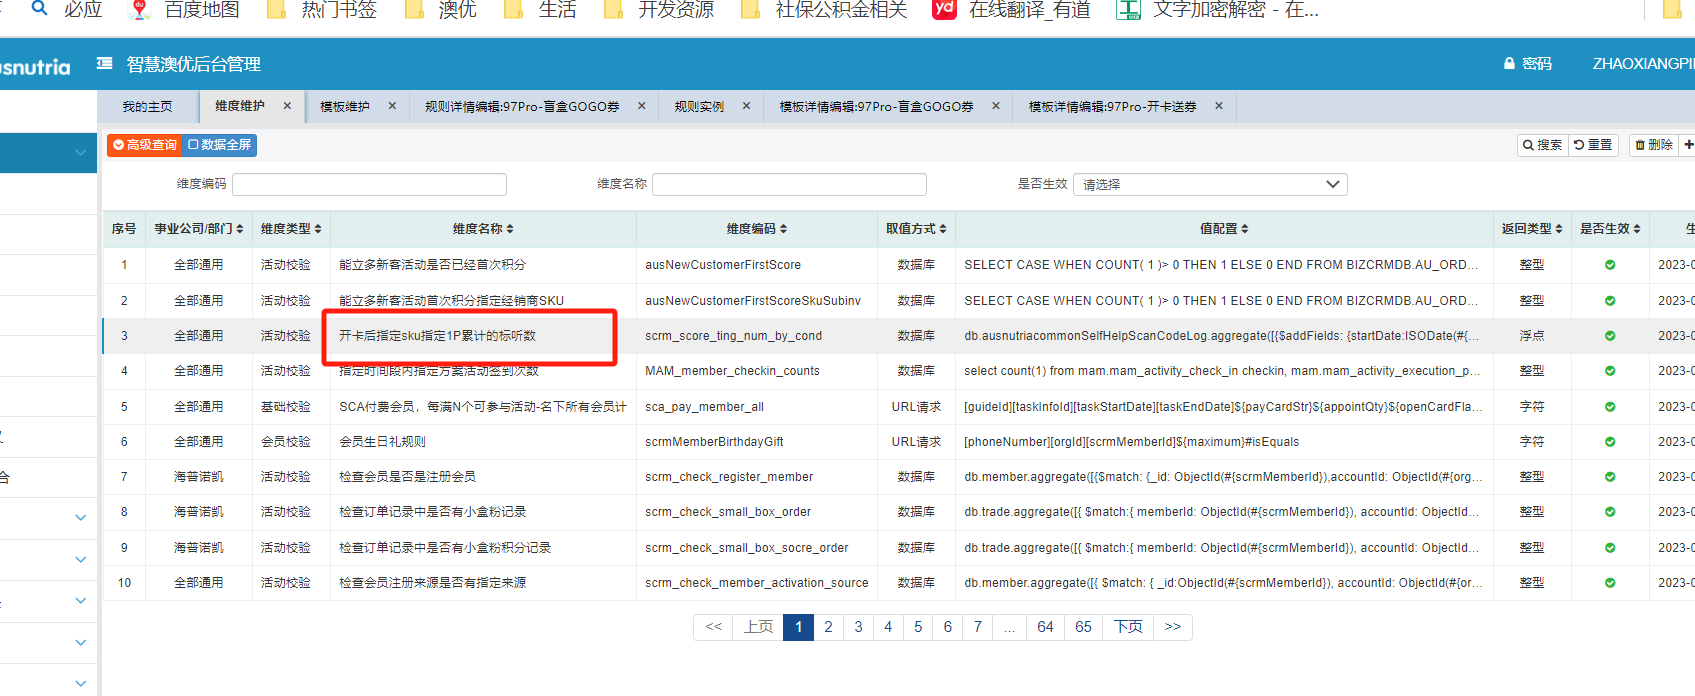 必应 百度地图 热门书签 澳优 生活 开发资源 社保公积金相关 yd 在线翻译_有道 文字加密解密 - 在...
snutria 智慧澳优后台管理 密码 ZHAOXIANGPI
我的主页 维度维护 × 模板维护 × 规则详情编辑:97Pro-盲盒GOGO券 × 规则实例 × 模板详情编辑:97Pro-盲盒GOGO券 × 模板详情编辑:97Pro-开卡送券 ×
高级查询 数据全屏 搜索 重置 删除
维度编码 维度名称 是否生效 请选择
序号 事业公司/部门 维度类型 维度名称 维度编码 取值方式 值配置 返回类型 是否生效
1 全部通用 活动校验 能立多新客活动是否已经首次积分 ausNewCustomerFirstScore 数据库 SELECT CASE WHEN COUNT( 1 )> 0 THEN 1 ELSE 0 END FROM BIZCRMDB.AU_ORD... 整型 2023-0
2 全部通用 活动校验 能立多新客活动首次积分指定经销商SKU ausNewCustomerFirstScoreSkuSubinv 数据库 SELECT CASE WHEN COUNT( 1 )> 0 THEN 1 ELSE 0 END FROM BIZCRMDB.AU_ORD... 整型 2023-0
3 全部通用 活动校验 开卡后指定sku指定1P累计的标听数 scrm_score_ting_num_by_cond 数据库 db.ausnutriacommonSelfHelpScanCodeLog.aggregate([{$addFields: {startDate:ISODate(#{... 浮点 2023-0
4 全部通用 活动校验 指定时间段内指定方案活动签到次数 MAM_member_checkin_counts 数据库 select count(1) from mam.mam_activity_check_in checkin, mam.mam_activity_execution_p... 整型 2023-0
5 全部通用 基础校验 SCA付费会员，每满N个可参与活动-名下所有会员计 sca_pay_member_all URL请求 [guideId][taskInfoId][taskStartDate][taskEndDate]${payCardStr}${appointQty}${openCardFla... 字符 2023-0
6 全部通用 会员校验 会员生日礼规则 scrmMemberBirthdayGift URL请求 [phoneNumber][orgId][scrmMemberId]${maximum}#isEquals 字符 2023-0
7 海普诺凯 活动校验 检查会员是否是注册会员 scrm_check_register_member 数据库 db.member.aggregate([{$match: {_id: ObjectId(#{scrmMemberId}),accountId: ObjectId(#{org... 整型 2023-0
8 海普诺凯 活动校验 检查订单记录中是否有小盒粉记录 scrm_check_small_box_order 数据库 db.trade.aggregate([{ $match:{ memberId: ObjectId(#{scrmMemberId}), accountId: ObjectId... 整型 2023-0
9 海普诺凯 活动校验 检查订单记录中是否有小盒粉积分记录 scrm_check_small_box_socre_order 数据库 db.trade.aggregate([{ $match:{ memberId: ObjectId(#{scrmMemberId}), accountId: ObjectId... 整型 2023-0
10 全部通用 活动校验 检查会员注册来源是否有指定来源 scrm_check_member_activation_source 数据库 db.member.aggregate([{ $match: { _id:ObjectId(#{scrmMemberId}), accountId: ObjectId(#{or... 整型 2023-0
<< 上页 1 2 3 4 5 6 7 ... 64 65 下页 >>